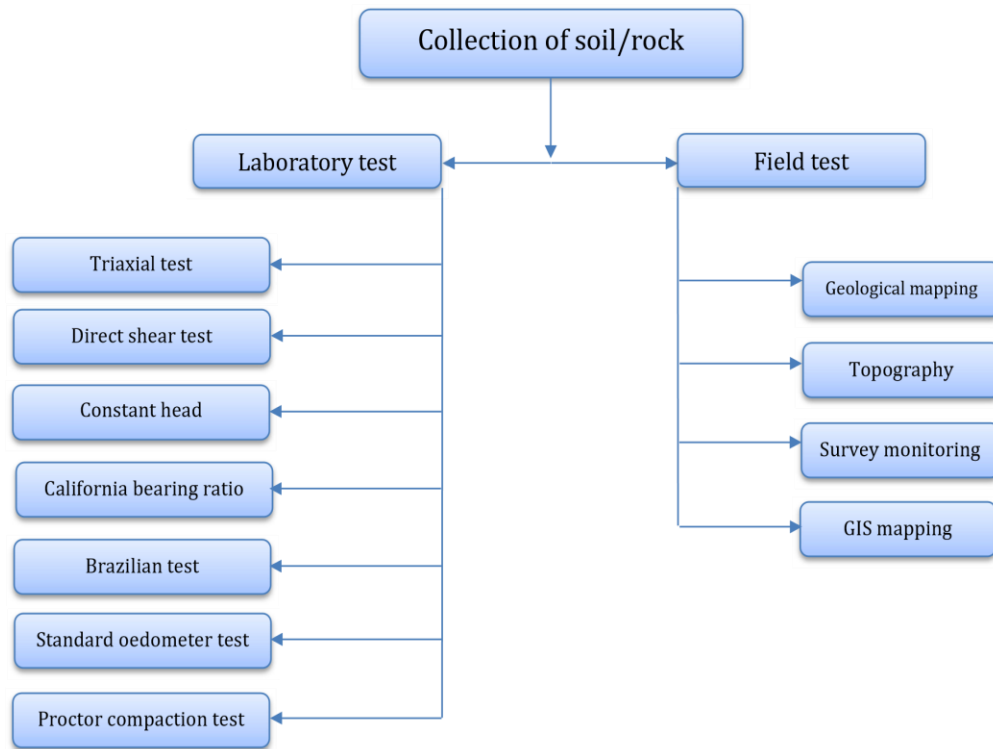 Collection of soil/rock
Laboratory test
Field test
Triaxial test
Direct shear test
Constant head
California bearing ratio
Brazilian test
Standard oedometer test
Proctor compaction test
Geological mapping
Topography
Survey monitoring
GIS mapping